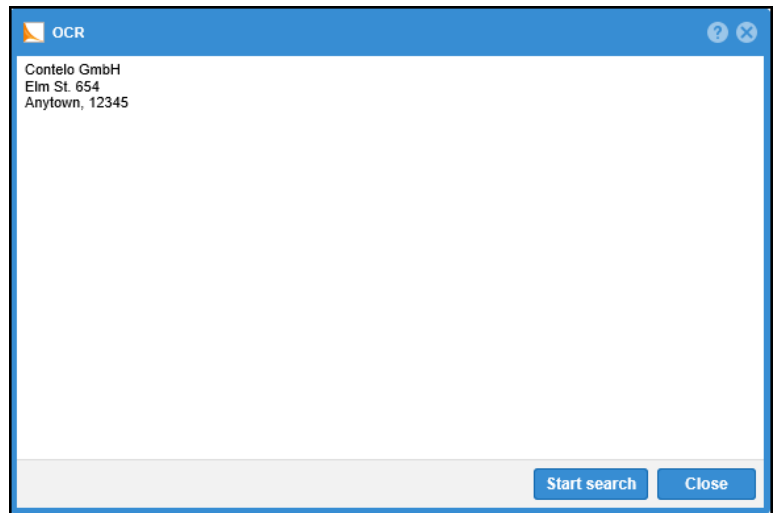 OCR
Contelo GmbH
Elm St. 654
Anytown, 12345
Start search
Close